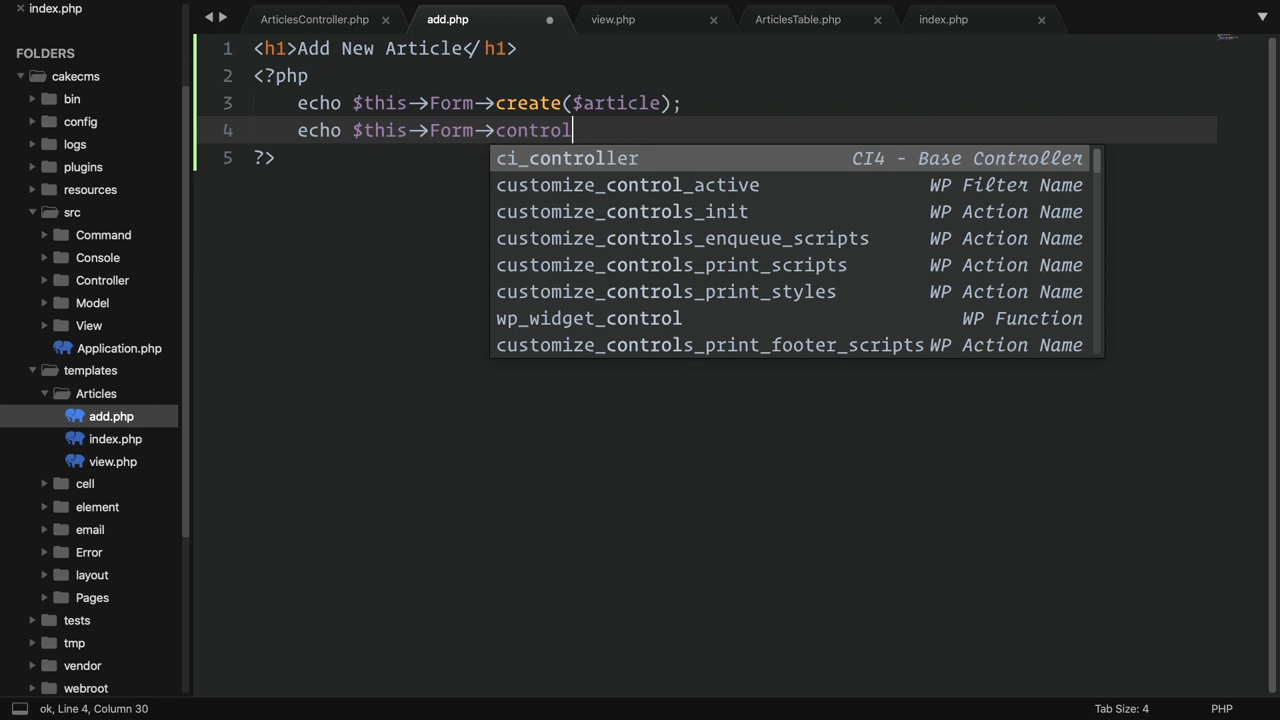 index.php
FOLDERS
cakecms
bin
config
logs
plugins
resources
src
Command
Console
Controller
Model
View
Application.php
templates
Articles
add.php
index.php
view.php
cell
element
email
Error
layout
Pages
tests
tmp
vendor
webroot
ArticlesController.php
add.php
view.php
ArticlesTable.php
index.php
1 <h1>Add New Article</h1>
2 <?php
3 echo $this->Form->create($article);
4 echo $this->Form->control
5 ?>
ci_controller CI4 - Base Controller
customize_control_active WP Filter Name
customize_controls_init WP Action Name
customize_controls_enqueue_scripts WP Action Name
customize_controls_print_scripts WP Action Name
customize_controls_print_styles WP Action Name
wp_widget_control WP Function
customize_controls_print_footer_scripts WP Action Name
ok, Line 4, Column 30
Tab Size: 4
PHP